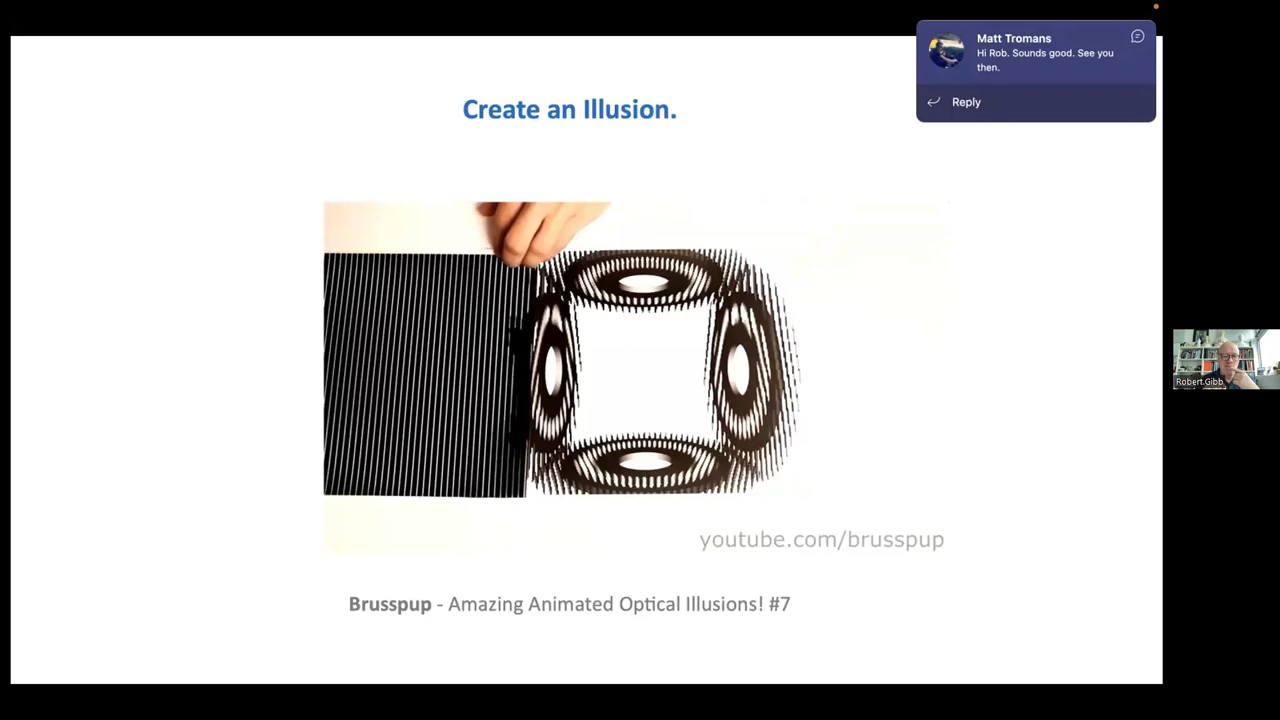 Matt Tromans
Hi Rob. Sounds good. See you
then.
Reply
Create an Illusion.
youtube.com/brusspup
Robert.Gibb
Brusspup - Amazing Animated Optical Illusions! #7